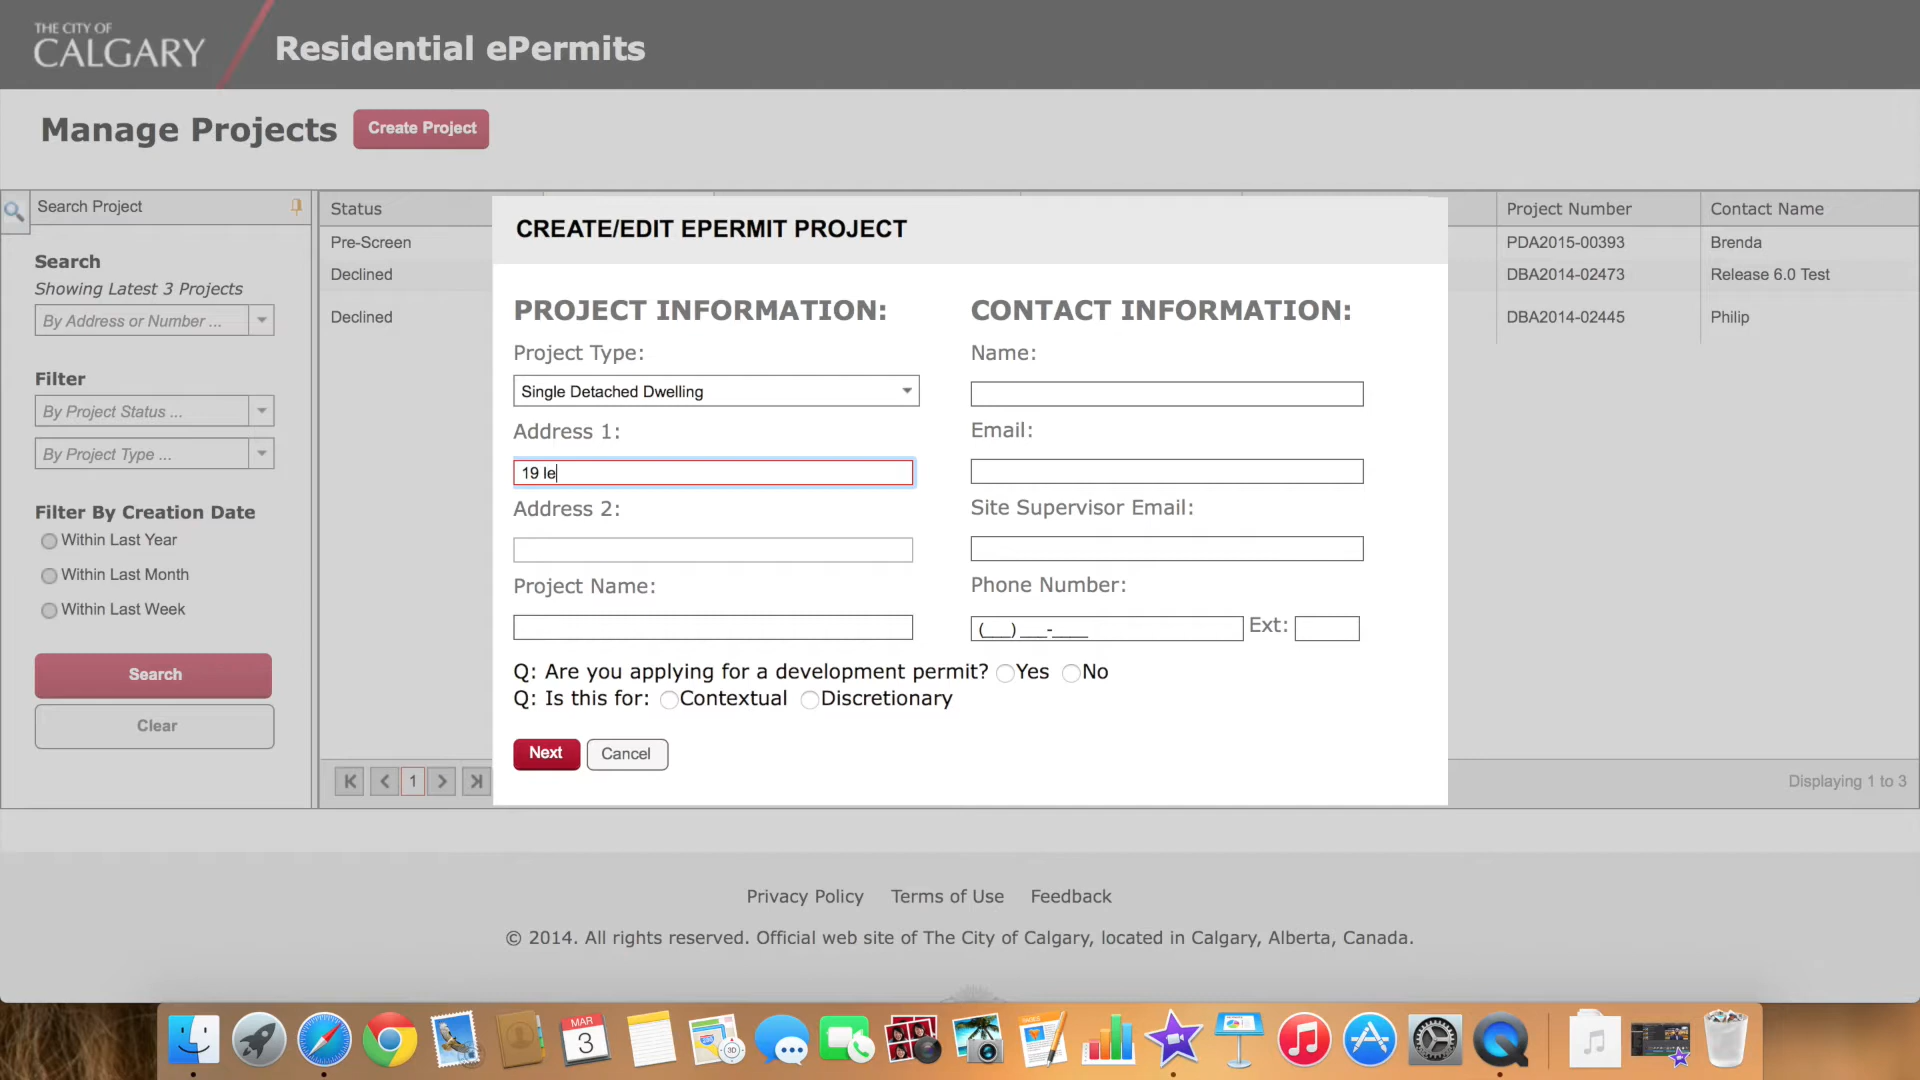 THE CITY OF
CALGARY
Residential ePermits
Manage Projects
Create Project
Search Project
Search
Showing Latest 3 Projects
By Address or Number ...
Filter
By Project Status ...
By Project Type ...
Filter By Creation Date
Within Last Year
Within Last Month
Within Last Week
Search
Clear
Status
Project Number
Contact Name
Pre-Screen
PDA2015-00393
Brenda
Declined
DBA2014-02473
Release 6.0 Test
Declined
DBA2014-02445
Philip
CREATE/EDIT EPERMIT PROJECT
PROJECT INFORMATION:
Project Type:
Single Detached Dwelling
Address 1:
19 le
Address 2:
Project Name:
CONTACT INFORMATION:
Name:
Email:
Site Supervisor Email:
Phone Number:
(___) ___-____
Ext:
Q: Are you applying for a development permit? Yes No
Q: Is this for: Contextual Discretionary
Next
Cancel
1
Displaying 1 to 3
Privacy Policy
Terms of Use
Feedback
© 2014. All rights reserved. Official web site of The City of Calgary, located in Calgary, Alberta, Canada.
MAR
3
3D